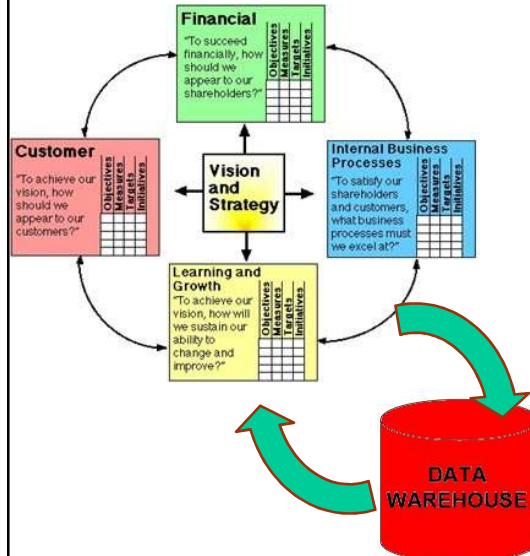 Financial
"To succeed
financially, how
should we
appear to our
shareholders?"
Objectives
Measures
Targets
Initiatives
Customer
"To achieve our
vision, how
should we
appear to our
customers?"
Objectives
Measures
Targets
Initiatives
Vision
and
Strategy
Internal Business
Processes
"To satisfy our
shareholders
and customers,
what business
processes must
we excel at?"
Objectives
Measures
Targets
Initiatives
Learning and
Growth
"To achieve our
vision, how will
we sustain our
ability to
change and
improve?"
Objectives
Measures
Targets
Initiatives
DATA
WAREHOUSE